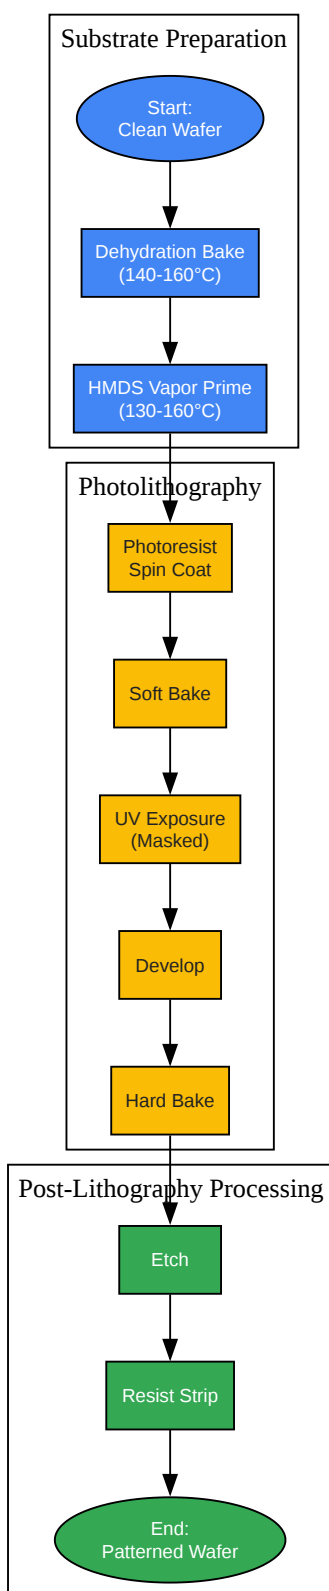 Substrate Preparation
Start:
Clean Wafer
Dehydration Bake
(140-160°C)
HMDS Vapor Prime
(130-160°C)
Photolithography
Photoresist
Spin Coat
Soft Bake
UV Exposure
(Masked)
Develop
Hard Bake
Post-Lithography Processing
Etch
Resist Strip
End:
Patterned Wafer